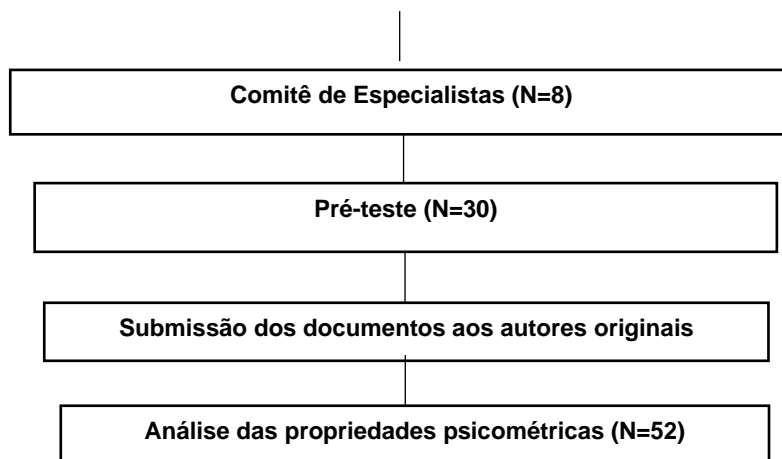 Comitê de Especialistas (N=8)
Pré-teste (N=30)
Submissão dos documentos aos autores originais
Análise das propriedades psicométricas (N=52)